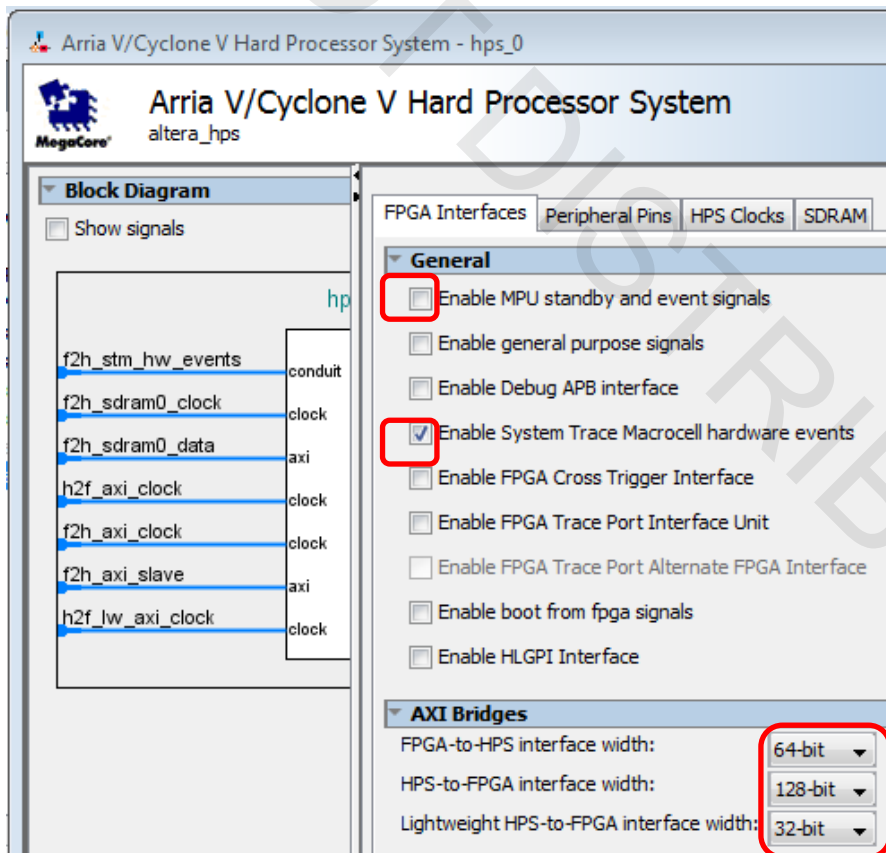 Arria V/Cyclone V Hard Processor System - hps_0
Arria V/Cyclone V Hard Processor System
MegaCore'
altera_hps
Block Diagram
Show signals
hp
f2h_stm_hw_events
conduit
f2h_sdram0_clock
clock
f2h_sdram0_data
axi
h2f_axi_clock
clock
f2h_axi_clock
clock
f2h_axi_slave
axi
h2f_lw_axi_clock
clock
FPGA Interfaces Peripheral Pins HPS Clocks SDRAM
General
Enable MPU standby and event signals
Enable general purpose signals
Enable Debug APB interface
Enable System Trace Macrocell hardware events
Enable FPGA Cross Trigger Interface
Enable FPGA Trace Port Interface Unit
Enable FPGA Trace Port Alternate FPGA Interface
Enable boot from fpga signals
Enable HLGPI Interface
AXI Bridges
FPGA-to-HPS interface width: 64-bit
HPS-to-FPGA interface width: 128-bit
Lightweight HPS-to-FPGA interface width: 32-bit
T DISTRIB